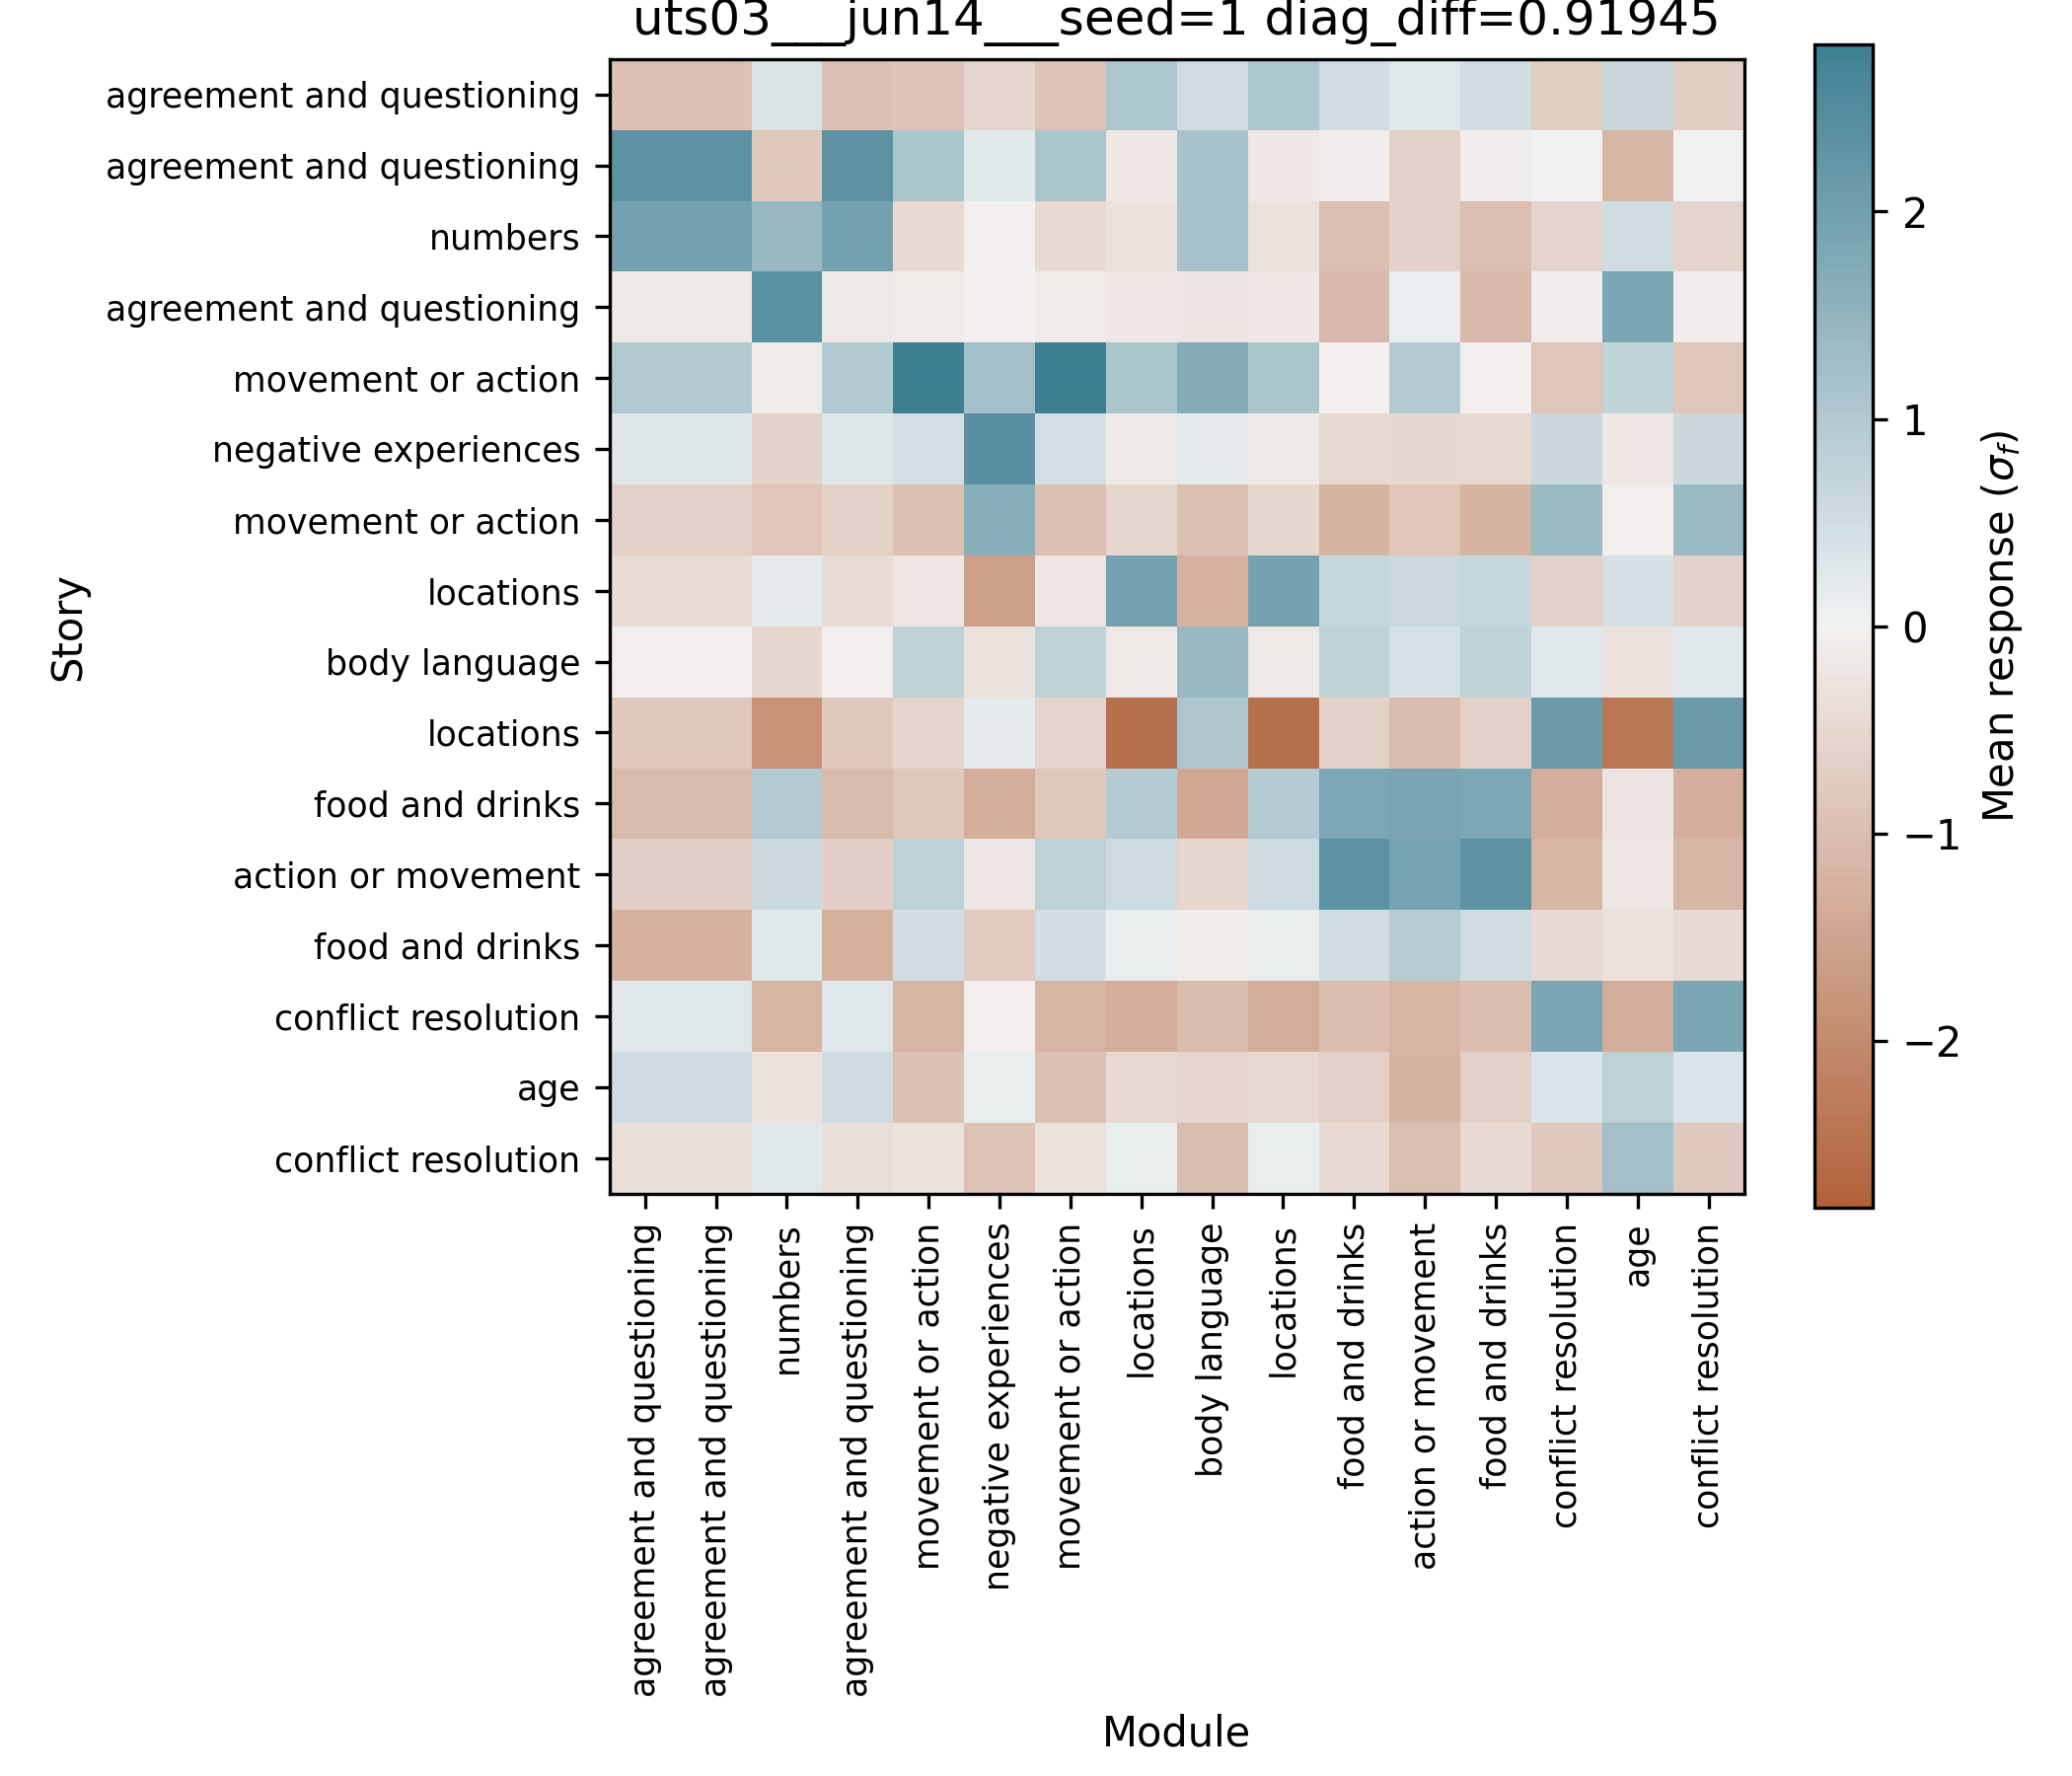 uts03___jun14___seed=1 diag_diff=0.91945
agreement and questioning
agreement and questioning
numbers
agreement and questioning
movement or action
negative experiences
movement or action
locations
body language
locations
food and drinks
action or movement
food and drinks
conflict resolution
age
conflict resolution
Story
agreement and questioning
agreement and questioning
numbers
agreement and questioning
movement or action
negative experiences
movement or action
locations
body language
locations
food and drinks
action or movement
food and drinks
conflict resolution
age
conflict resolution
Module
2
1
0
−1
−2
Mean response (σf)